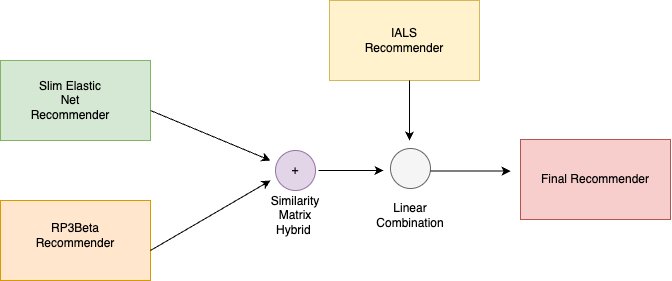 IALS
Recommender
Slim Elastic
Net
Recommender
+
Similarity
Matrix
Hybrid
Linear
Combination
Final Recommender
RP3Beta
Recommender